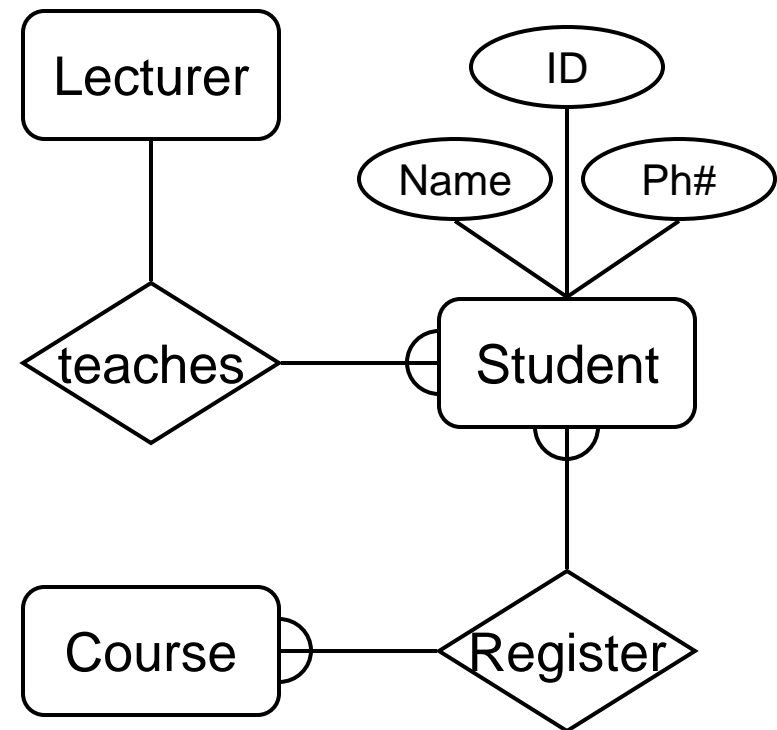 Lecturer
ID
Name
Ph#
teaches
Student
Course
Register